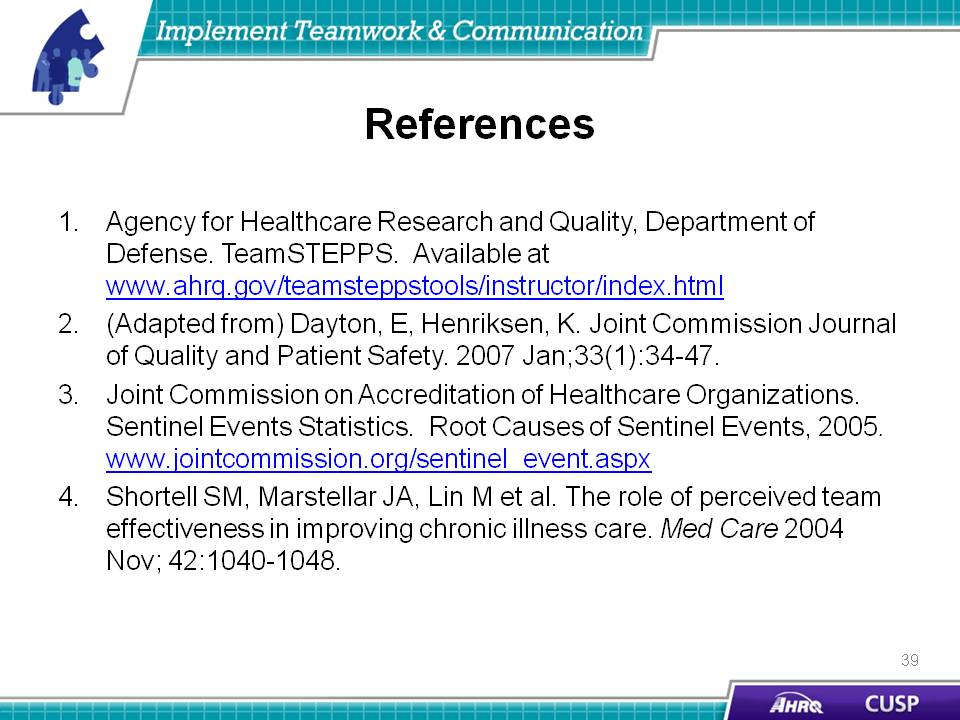 Implement Teamwork & Communication
References
1. Agency for Healthcare Research and Quality, Department of
Defense. TeamSTEPPS.  Available at
www.ahrq.gov/teamsteppstools/instructor/index.html
2. (Adapted from) Dayton, E, Henriksen, K. Joint Commission Journal
of Quality and Patient Safety. 2007 Jan;33(1):34-47.
3. Joint Commission on Accreditation of Healthcare Organizations.
Sentinel Events Statistics.  Root Causes of Sentinel Events, 2005.
www.jointcommission.org/sentinel_event.aspx
4. Shortell SM, Marstellar JA, Lin M et al. The role of perceived team
effectiveness in improving chronic illness care. Med Care 2004
Nov; 42:1040-1048.
39
AHRQ CUSP